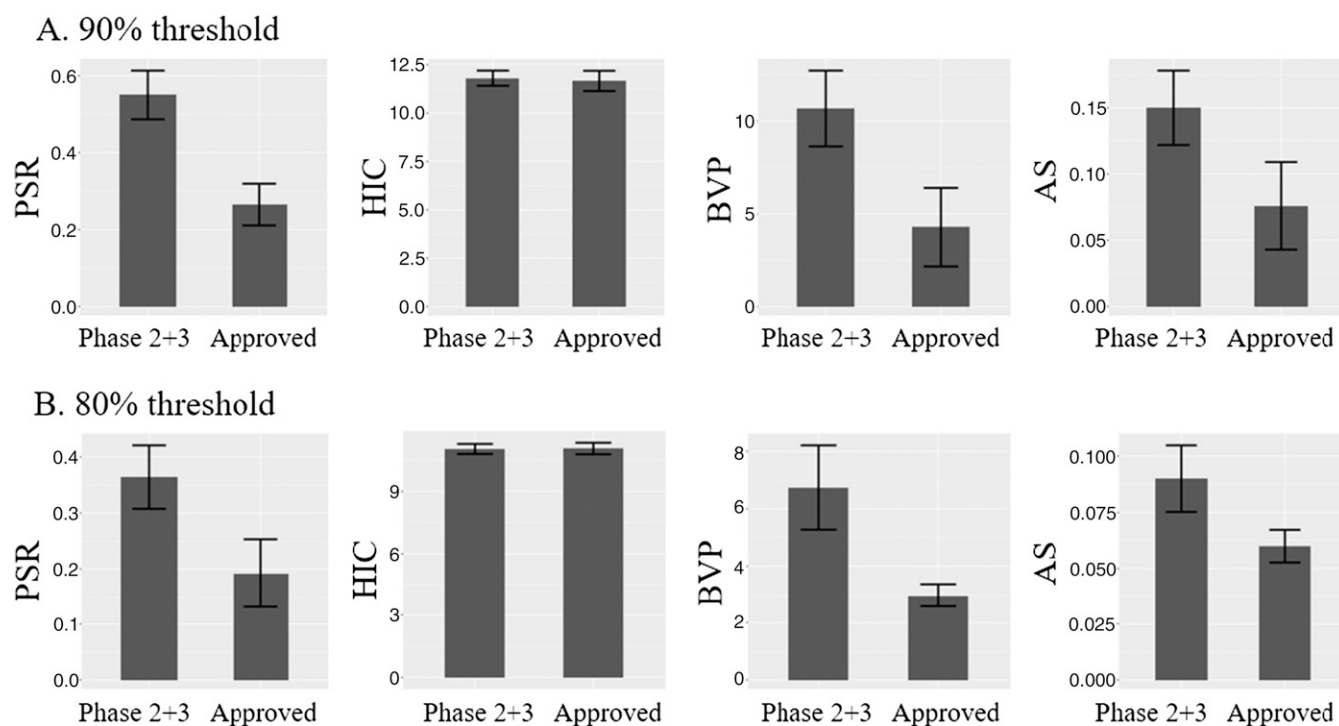 A. 90% threshold
PSR
0.6
0.4
0.2
0.0
Phase 2+3 Approved
HIC
12.5
10.0
7.5
5.0
2.5
0.0
Phase 2+3 Approved
BVP
10
5
0
Phase 2+3 Approved
AS
0.15
0.10
0.05
0.00
Phase 2+3 Approved
B. 80% threshold
PSR
0.4
0.3
0.2
0.1
0.0
Phase 2+3 Approved
HIC
9
6
3
0
Phase 2+3 Approved
BVP
8
6
4
2
0
Phase 2+3 Approved
AS
0.100
0.075
0.050
0.025
0.000
Phase 2+3 Approved